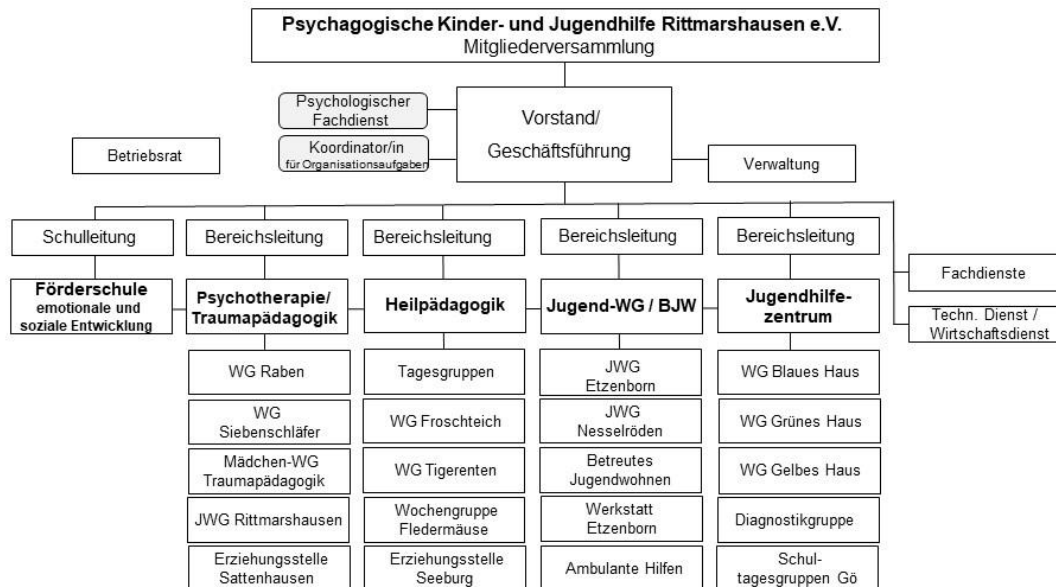 Psychagogische Kinder- und Jugendhilfe Rittmarshausen e.V.
Mitgliederversammlung
Psychologischer
Fachdienst
Vorstand/
Geschäftsführung
Koordinator/in
für Organisationsaufgaben
Betriebsrat
Verwaltung
Schulleitung
Bereichsleitung
Bereichsleitung
Bereichsleitung
Bereichsleitung
Fachdienste
Techn. Dienst /
Wirtschaftsdienst
Förderschule
emotionale und
soziale Entwicklung
Psychotherapie/
Traumapädagogik
Heilpädagogik
Jugend-WG / BJW
Jugendhilfe-
zentrum
WG Raben
Tagesgruppen
JWG
Etzenborn
WG Blaues Haus
WG
Siebenschläfer
WG Froschteich
JWG
Nesselröden
WG Grünes Haus
Mädchen-WG
Traumapädagogik
WG Tigerenten
Betreutes
Jugendwohnen
WG Gelbes Haus
JWG Rittmarshausen
Wochengruppe
Fledermäuse
Werkstatt
Etzenborn
Diagnostikgruppe
Erziehungsstelle
Sattenhausen
Erziehungsstelle
Seeburg
Ambulante Hilfen
Schul-
tagesgruppen Gö